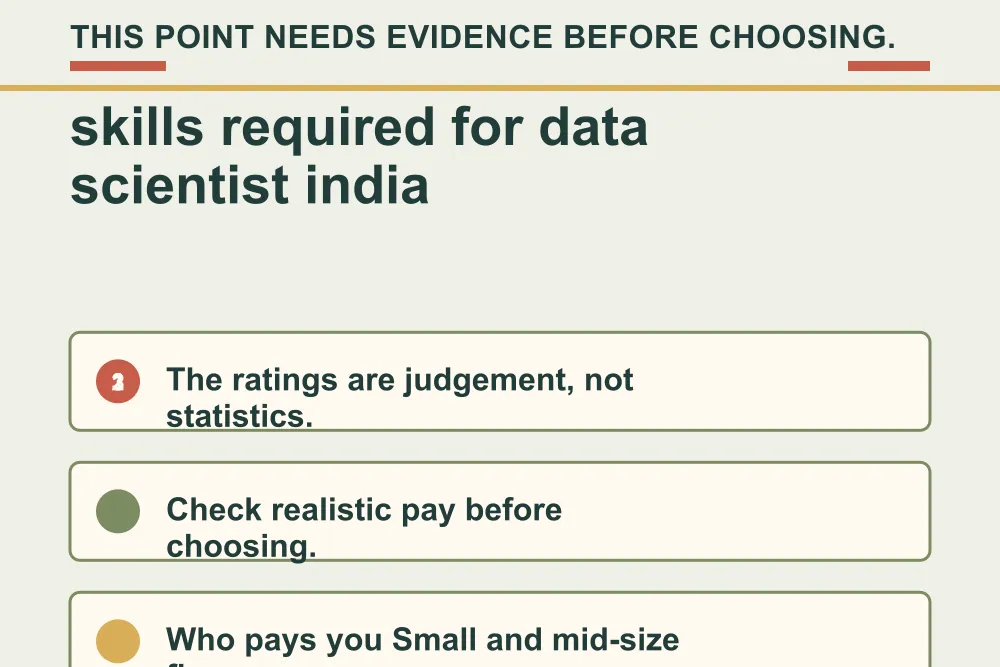 THIS POINT NEEDS EVIDENCE BEFORE CHOOSING.
skills required for data
scientist india
The ratings are judgement, not
statistics.
Check realistic pay before
choosing.
Who pays you Small and mid-size